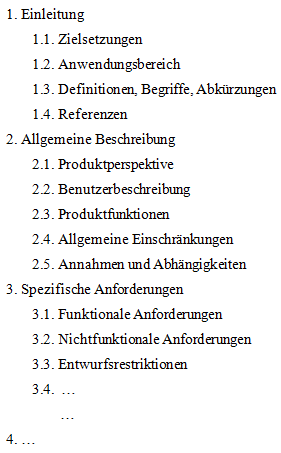 1. Einleitung
1.1. Zielsetzungen
1.2. Anwendungsbereich
1.3. Definitionen, Begriffe, Abkürzungen
1.4. Referenzen
2. Allgemeine Beschreibung
2.1. Produktperspektive
2.2. Benutzerbeschreibung
2.3. Produktfunktionen
2.4. Allgemeine Einschränkungen
2.5. Annahmen und Abhängigkeiten
3. Spezifische Anforderungen
3.1. Funktionale Anforderungen
3.2. Nichtfunktionale Anforderungen
3.3. Entwurfsrestriktionen
3.4. …
…
4. …